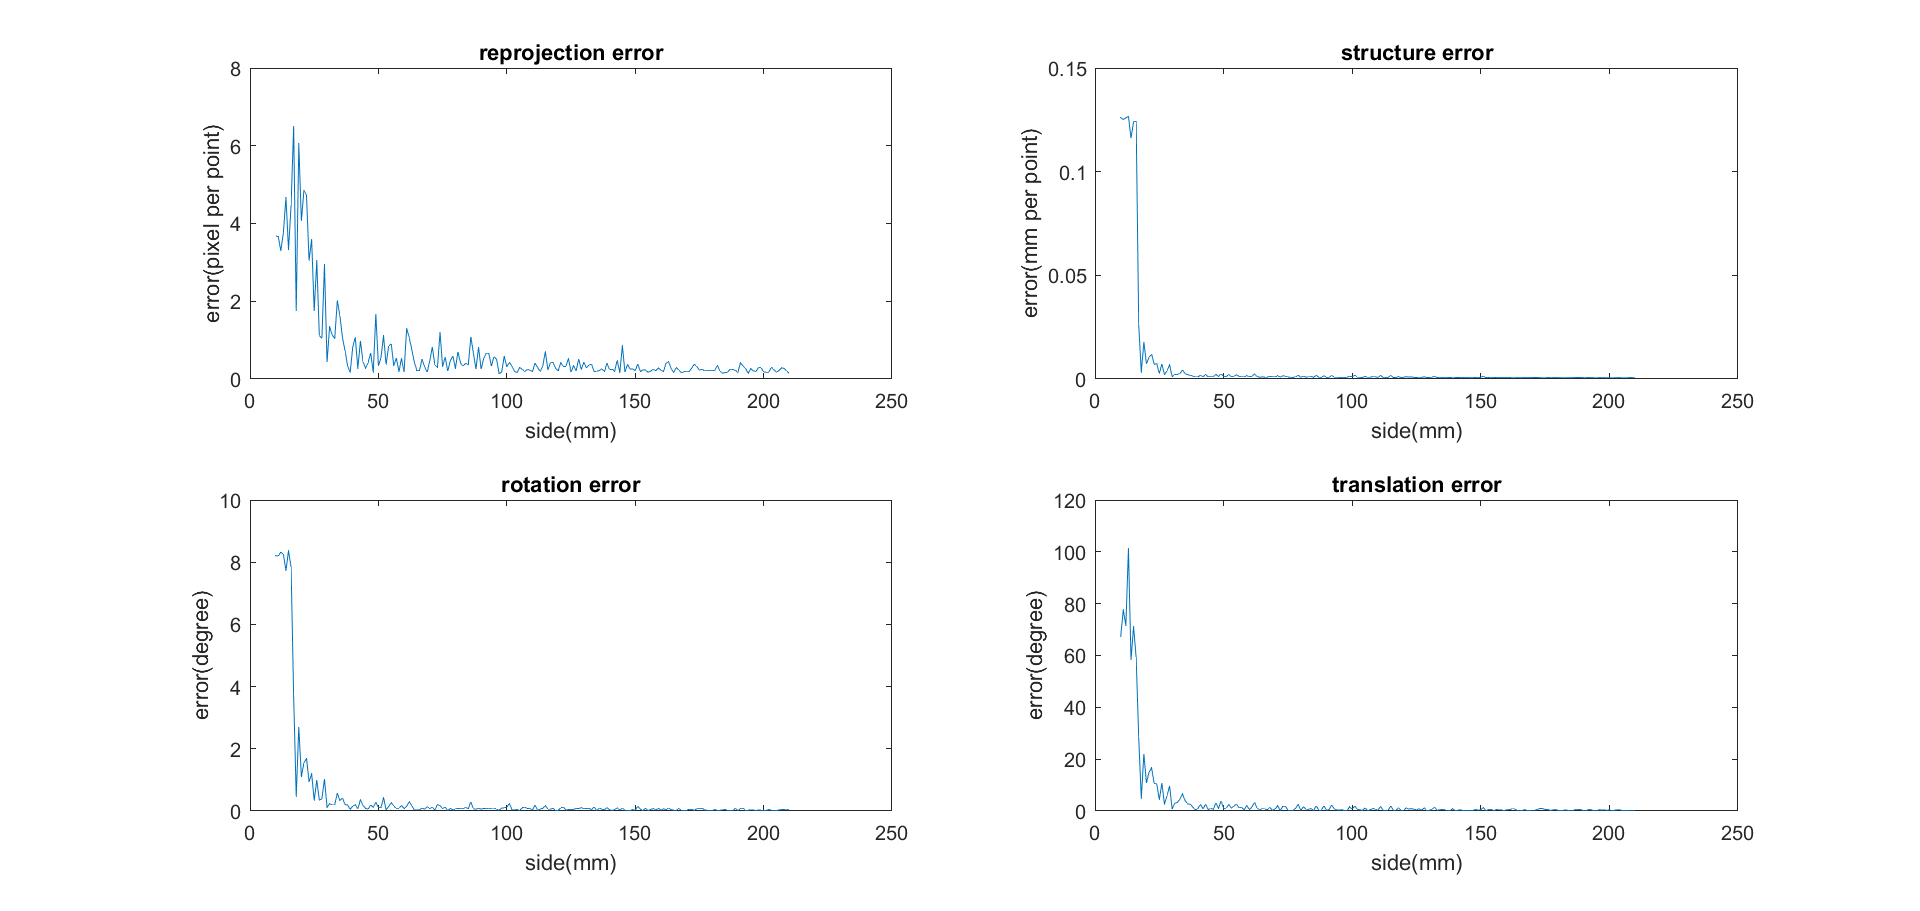 reprojection error
error(pixel per point)
8
6
4
2
0
0 50 100 150 200 250
side(mm)
structure error
error(mm per point)
0.15
0.1
0.05
0
0 50 100 150 200 250
side(mm)
rotation error
error(degree)
10
8
6
4
2
0
0 50 100 150 200 250
side(mm)
translation error
error(degree)
120
100
80
60
40
20
0
0 50 100 150 200 250
side(mm)